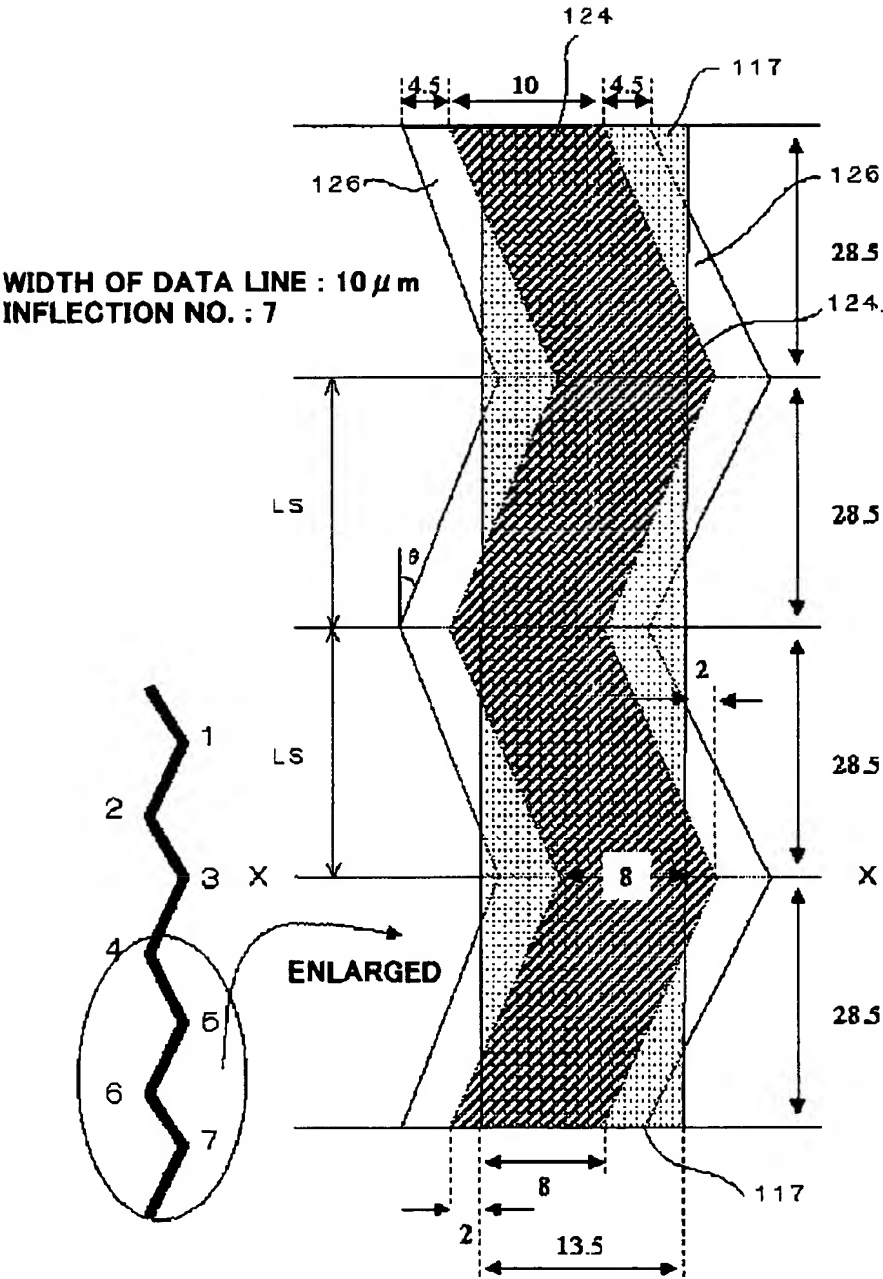 124
117
4.5 10 4.5
126
126
28.5
WIDTH OF DATA LINE : 10 μm
INFLECTION NO. : 7
124
LS
28.5
θ
2
1
LS
28.5
2
3
X
8
X
4
ENLARGED
5
28.5
6
7
8
117
2
13.5